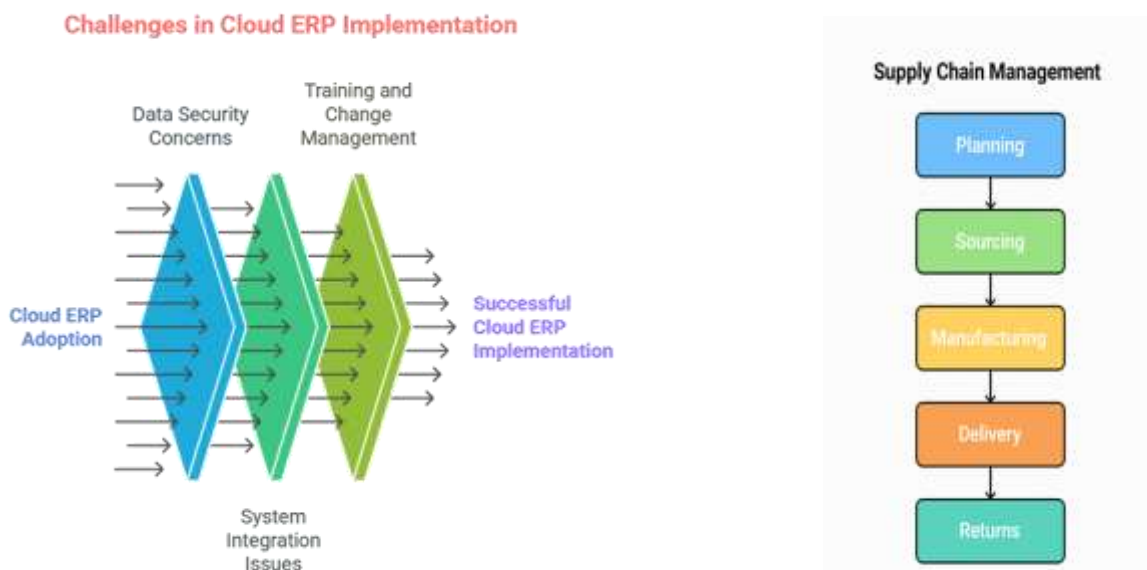 Challenges in Cloud ERP Implementation
Data Security
Concerns
Training and
Change
Management
Cloud ERP
Adoption
Successful
Cloud ERP
Implementation
System
Integration
Issues
Supply Chain Management
Planning
Sourcing
Manufacturing
Delivery
Returns